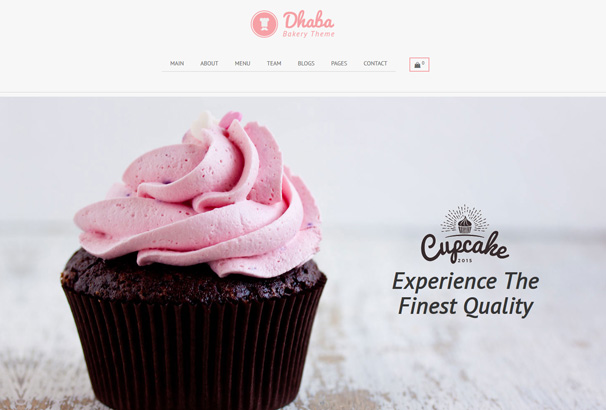 Dhaba
Bakery Theme
MAIN ABOUT MENU TEAM BLOGS PAGES CONTACT 0
Cupcake
2015
Experience The
Finest Quality